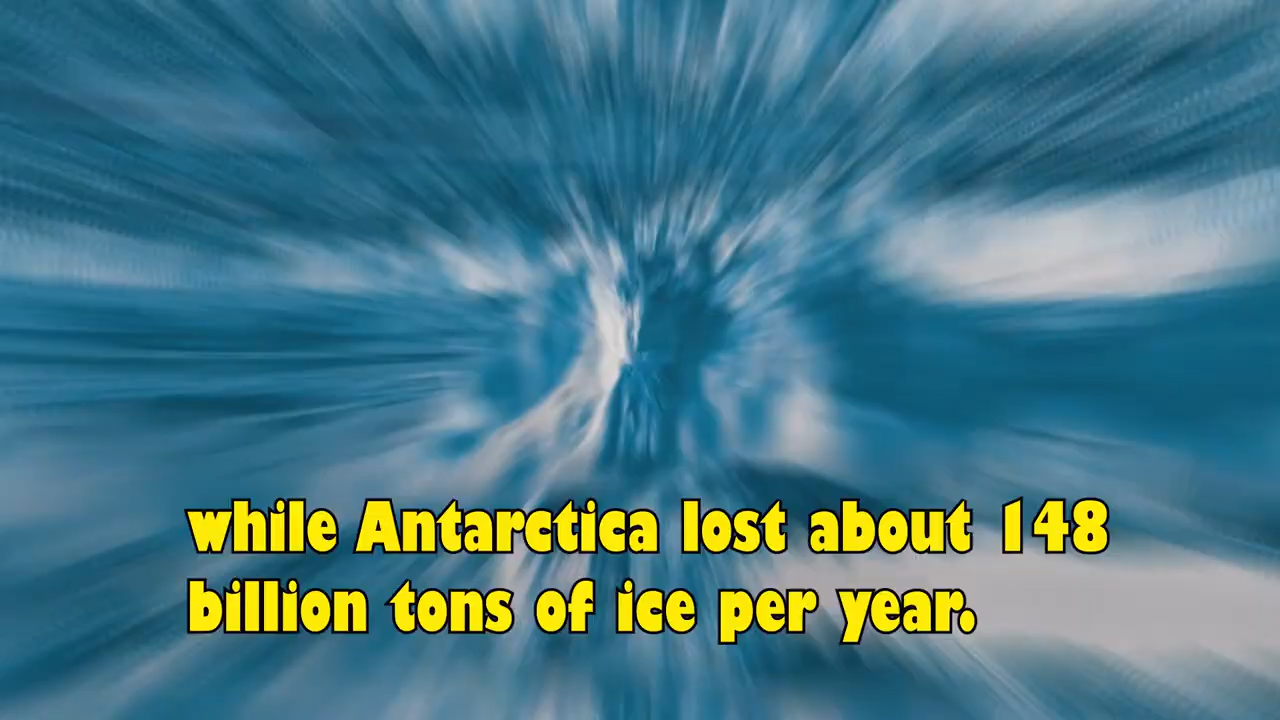 while Antarctica lost about 148
billion tons of ice per year.